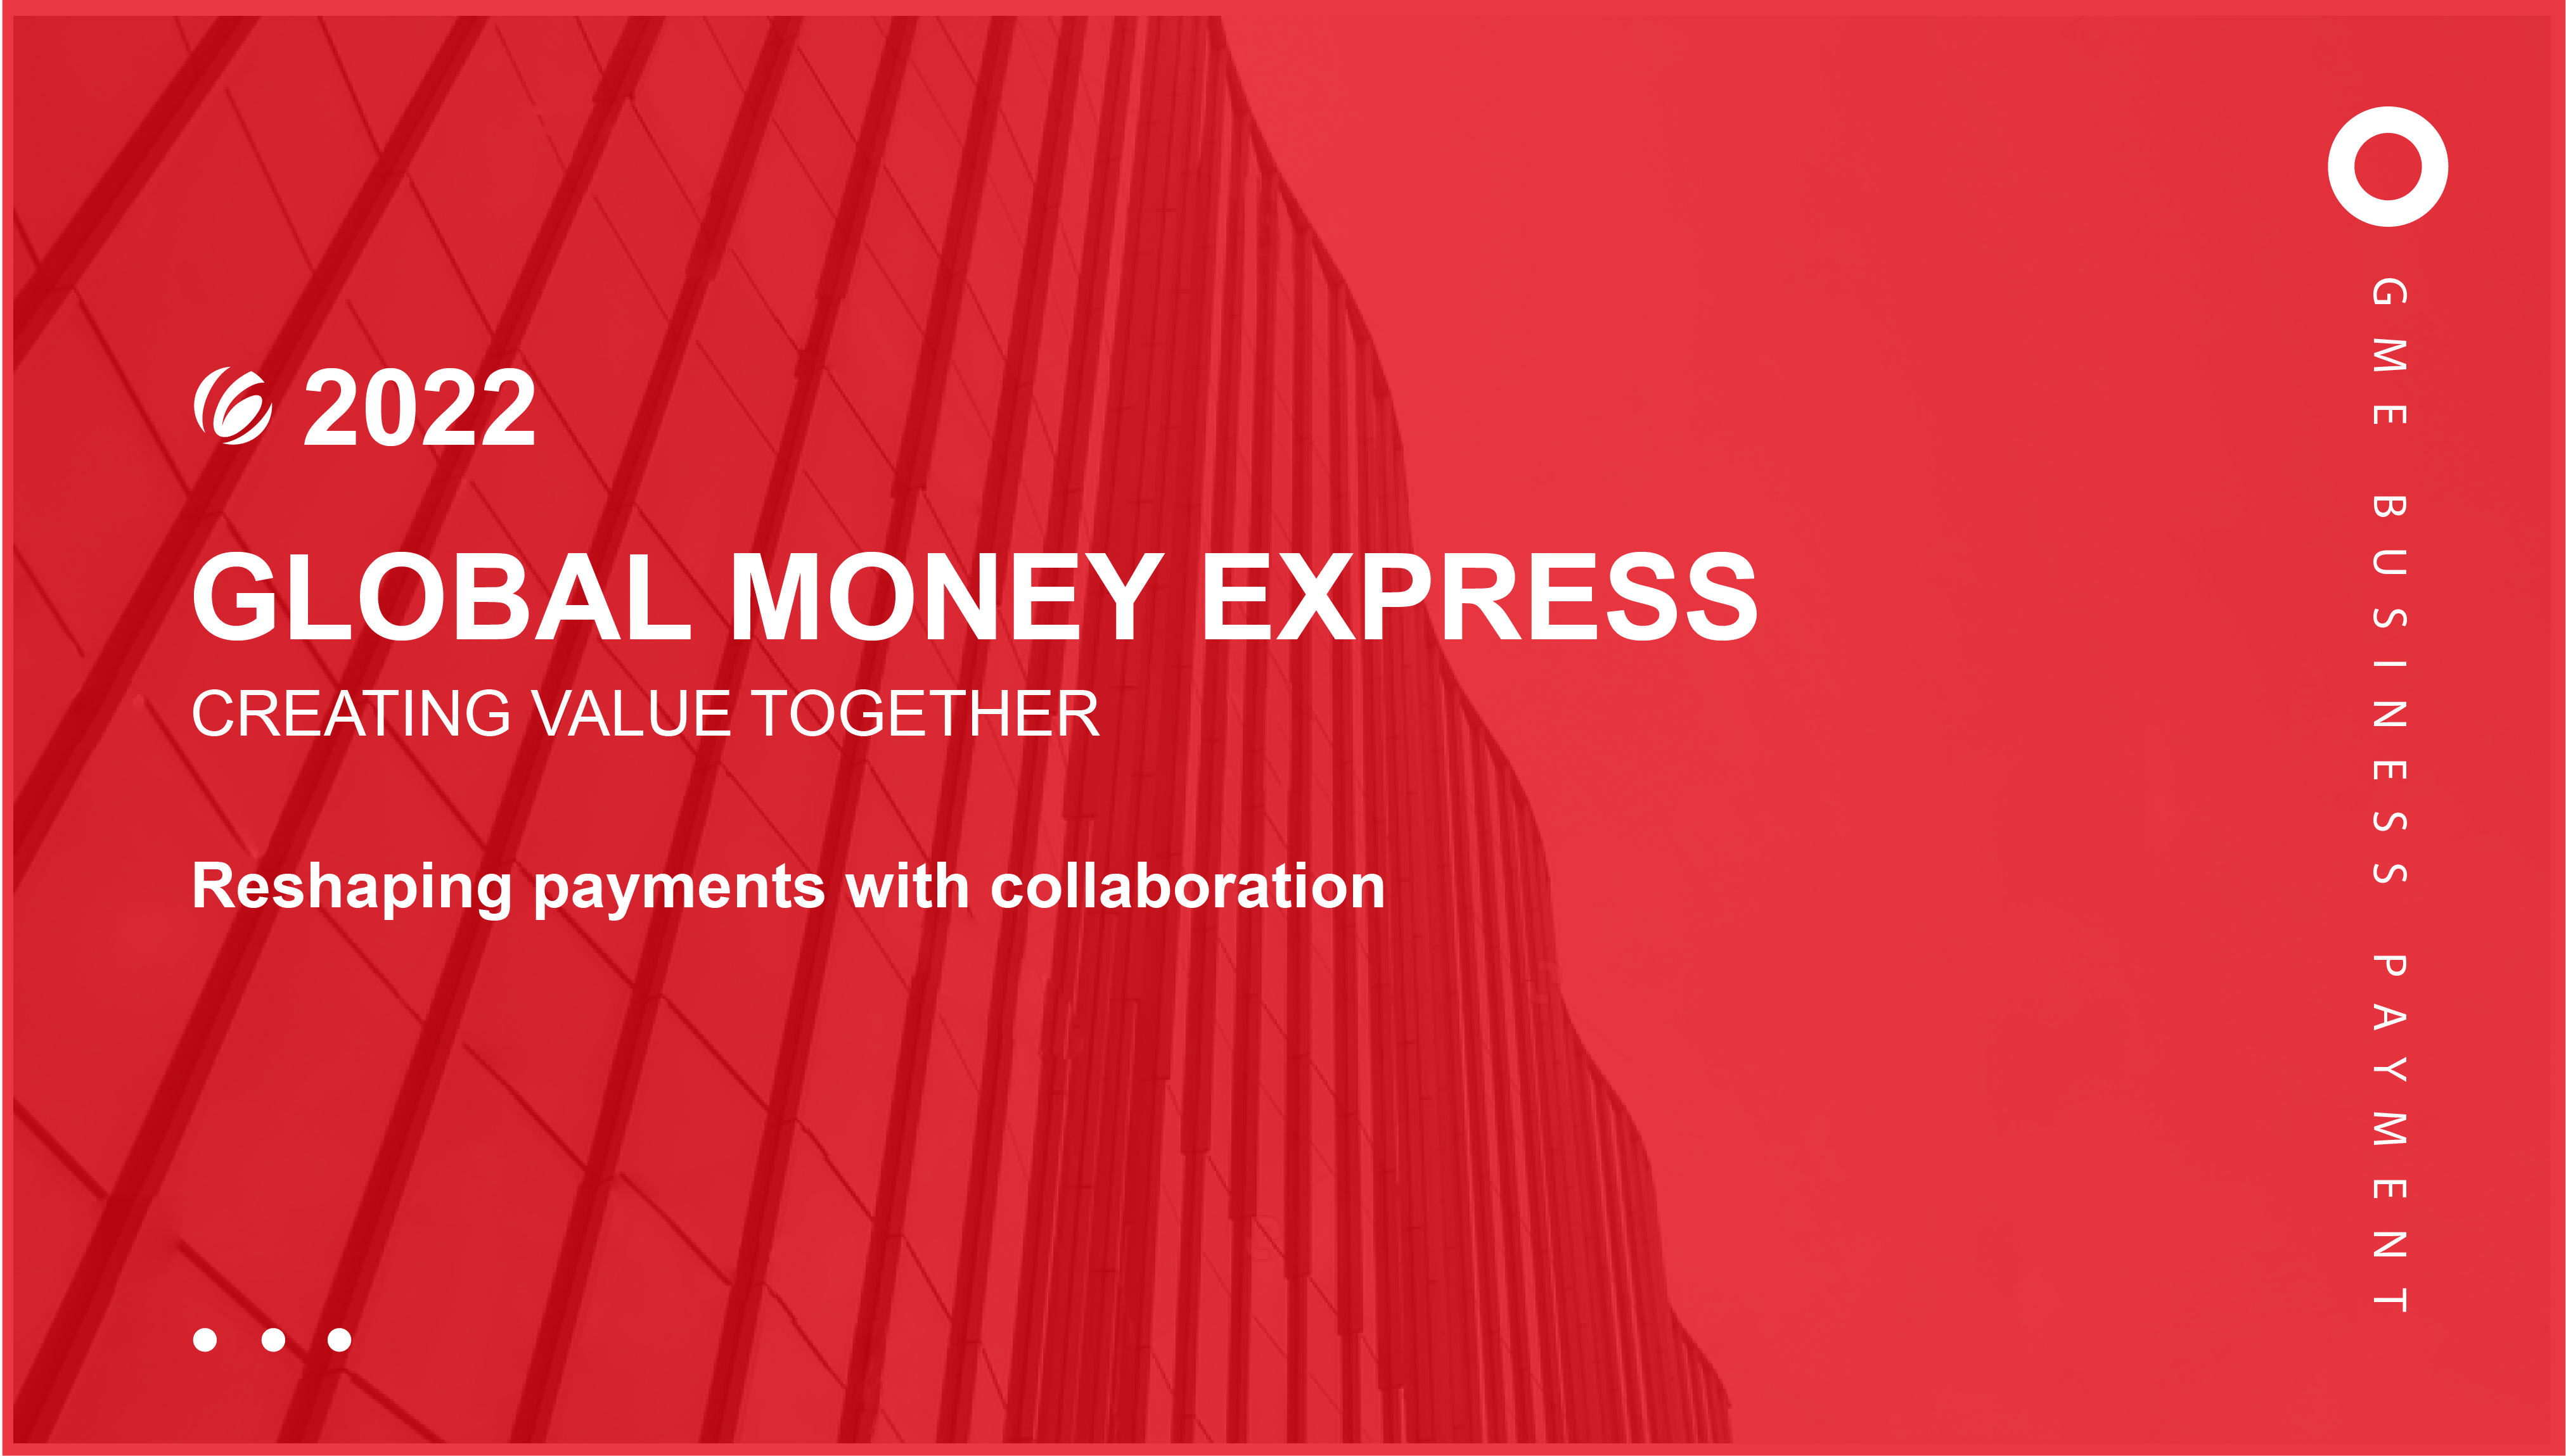 2022
GLOBAL MONEY EXPRESS
CREATING VALUE TOGETHER
Reshaping payments with collaboration
GME BUSINESS PAYMENT